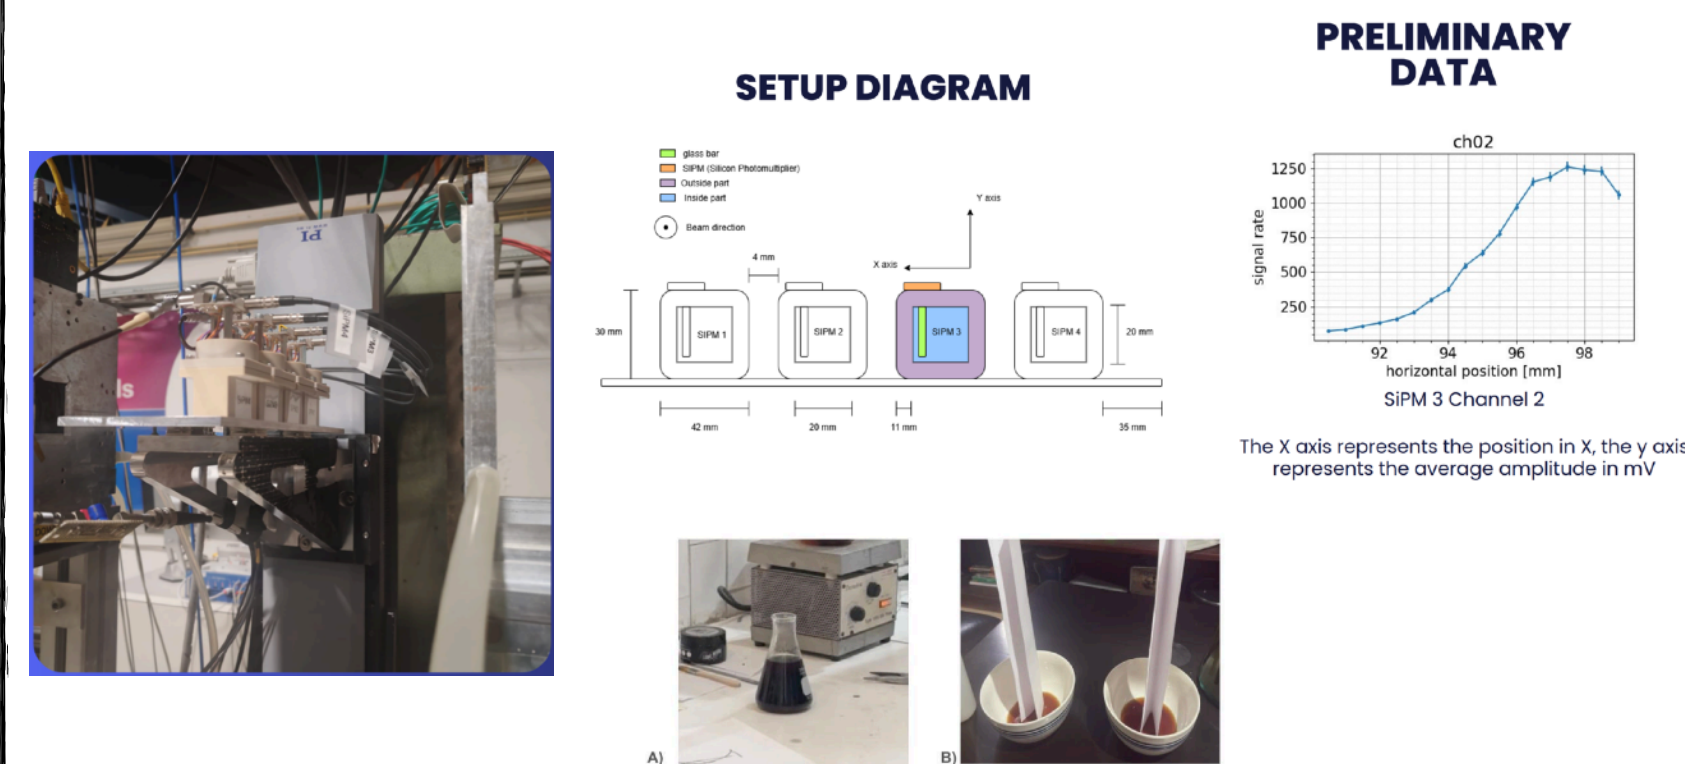 PI
SiPM4
SETUP DIAGRAM
glass bar
SIPM (Silicon Photomultiplier)
Outside part
Inside part
Beam direction
Y axis
X axis
4 mm
30 mm
SIPM 1
SIPM 2
SIPM 3
SIPM 4
20 mm
42 mm
20 mm
11 mm
35 mm
A)
B)
PRELIMINARY
DATA
ch02
1250
1000
750
500
250
signal rate
92 94 96 98
horizontal position [mm]
SiPM 3 Channel 2
The X axis represents the position in X, the y axis
represents the average amplitude in mV